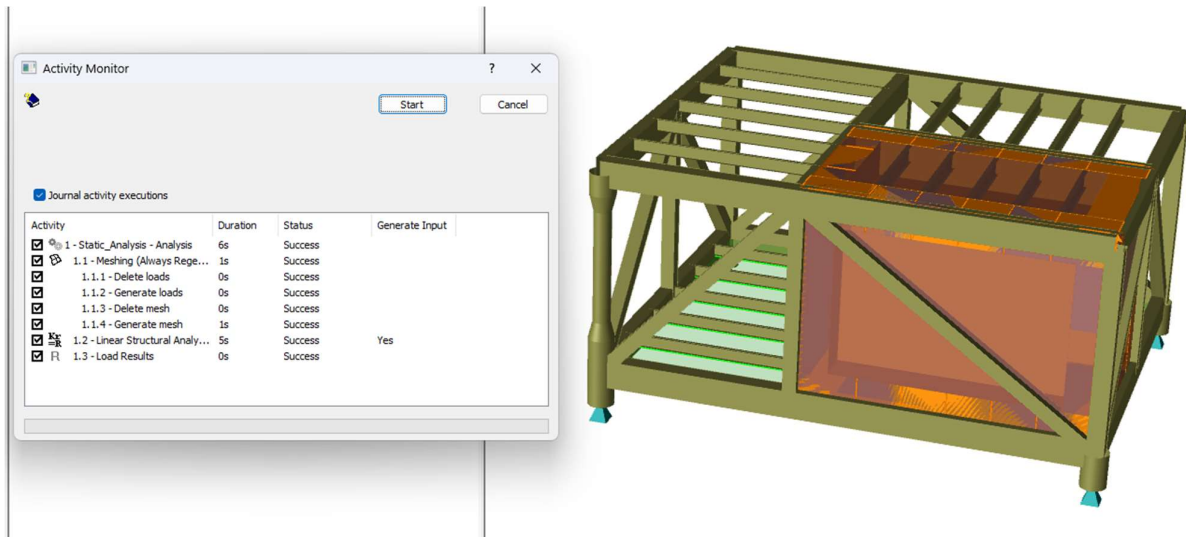 Activity Monitor ? ×
Start Cancel
Journal activity executions
Activity Duration Status Generate Input
1 - Static_Analysis - Analysis 6s Success
1.1 - Meshing (Always Rege... 1s Success
1.1.1 - Delete loads 0s Success
1.1.2 - Generate loads 0s Success
1.1.3 - Delete mesh 0s Success
1.1.4 - Generate mesh 1s Success
1.2 - Linear Structural Analy... 5s Success Yes
R 1.3 - Load Results 0s Success